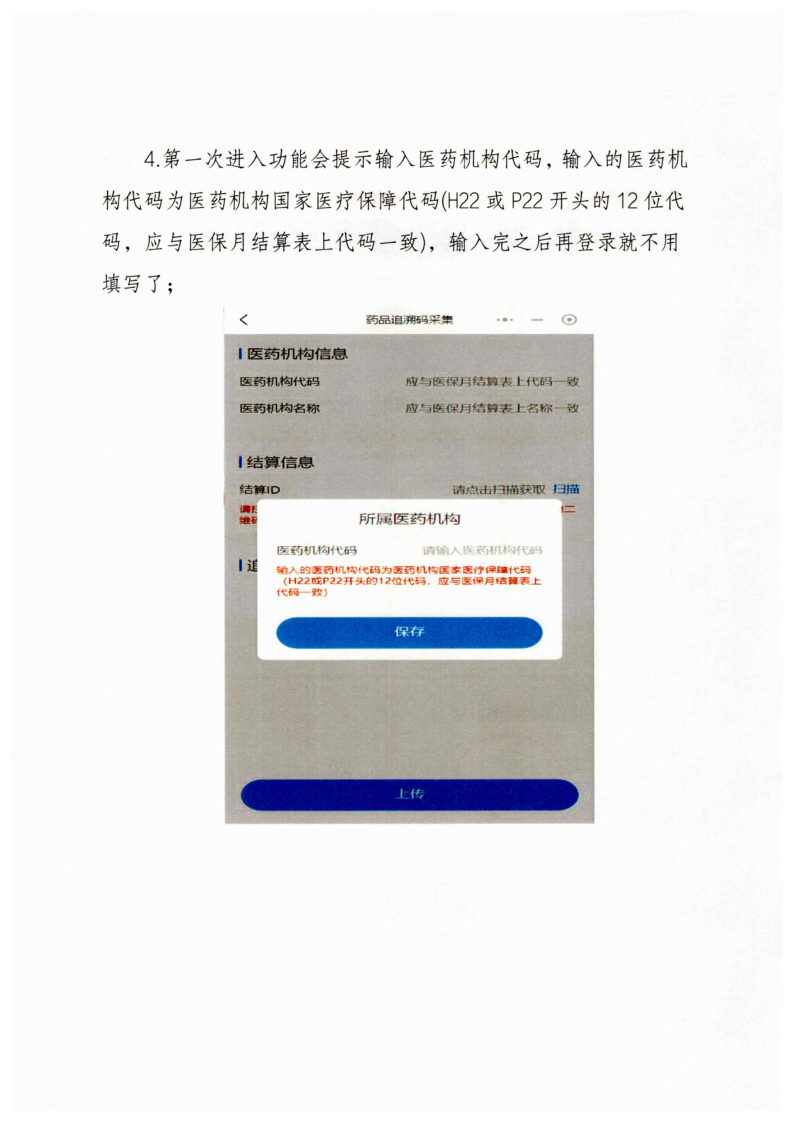 4.第一次进入功能会提示输入医药机构代码，输入的医药机
构代码为医药机构国家医疗保障代码(H22 或 P22 开头的 12 位代
码，应与医保月结算表上代码一致)，输入完之后再登录就不用
填写了；
药品追溯码采集
医药机构信息
医药机构代码 应与医保月结算表上代码一致
医药机构名称 应与医保月结算表上名称一致
结算信息
结算ID 请点击扫描获取 扫描
请 二
维码
所属医药机构
医药机构代码 请输入医药机构代码
追
输入的医药机构代码为医药机构国家医疗保障代码
（H22或P22开头的12位代码，应与医保月结算表上
代码一致）
保存
上传